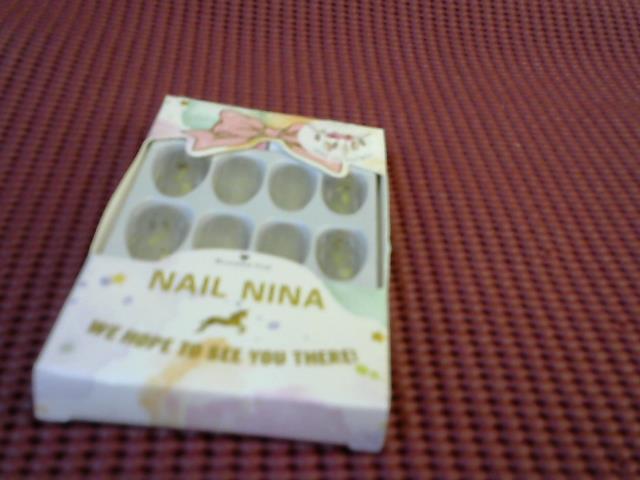 NAIL NINA
WE HOPE TO SEE YOU THERE!